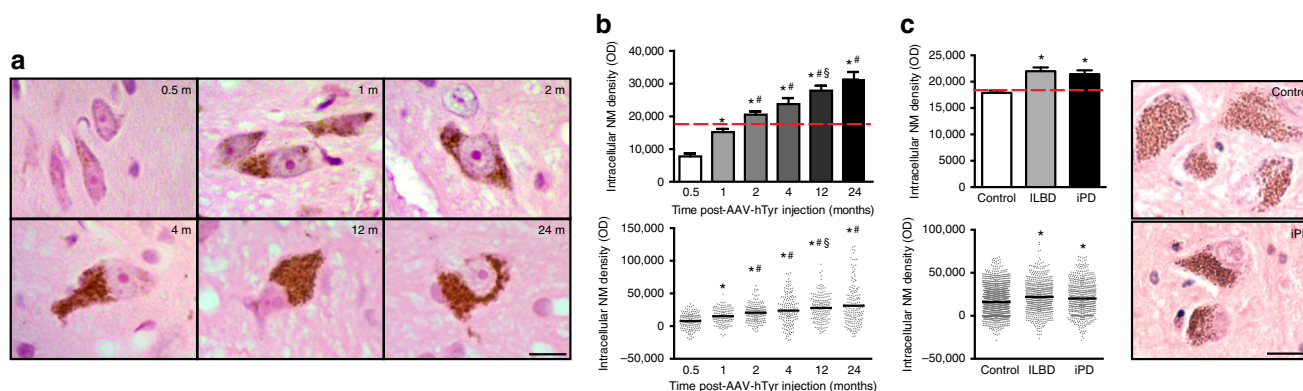 a
0.5 m
1 m
2 m
4 m
12 m
24 m
b
Intracellular NM density (OD)
40,000
30,000
20,000
10,000
0
*
* #
* #
* # §
* #
0.5 1 2 4 12 24
Time post-AAV-hTyr injection (months)
Intracellular NM density (OD)
150,000
100,000
50,000
0
–50,000
*
* #
* #
* # §
* #
0.5 1 2 4 12 24
Time post-AAV-hTyr injection (months)
c
Intracellular NM density (OD)
25,000
20,000
15,000
10,000
5000
0
* *
Control ILBD iPD
Intracellular NM density (OD)
100,000
50,000
0
–50,000
* *
Control ILBD iPD
Control
iPD